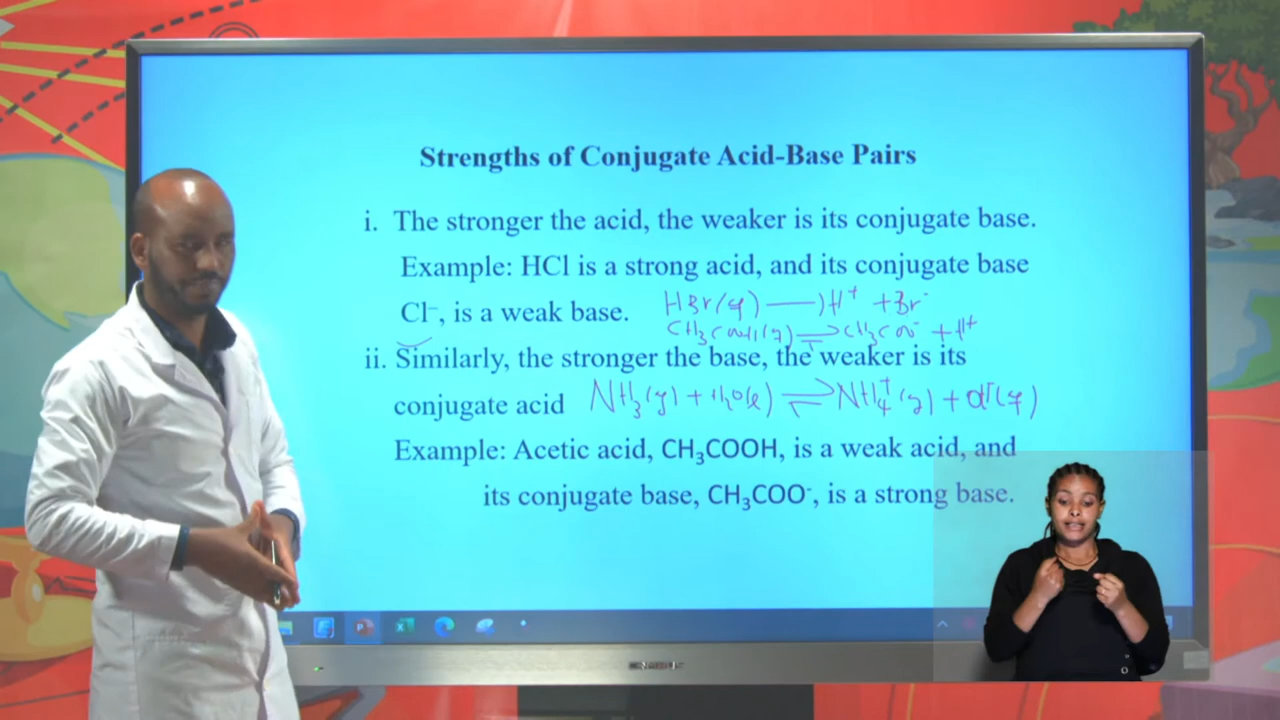 Strengths of Conjugate Acid-Base Pairs
i. The stronger the acid, the weaker is its conjugate base.
Example: HCl is a strong acid, and its conjugate base
Cl⁻, is a weak base. HBr(g) ⟶ H⁺ + Br⁻
CH₃COOH(g) ⇌ CH₃COO⁻ + H⁺
ii. Similarly, the stronger the base, the weaker is its
conjugate acid NH₃(g) + H₂O(l) ⇌ NH₄⁺(g) + OH⁻(g)
Example: Acetic acid, CH₃COOH, is a weak acid, and
its conjugate base, CH₃COO⁻, is a strong base.